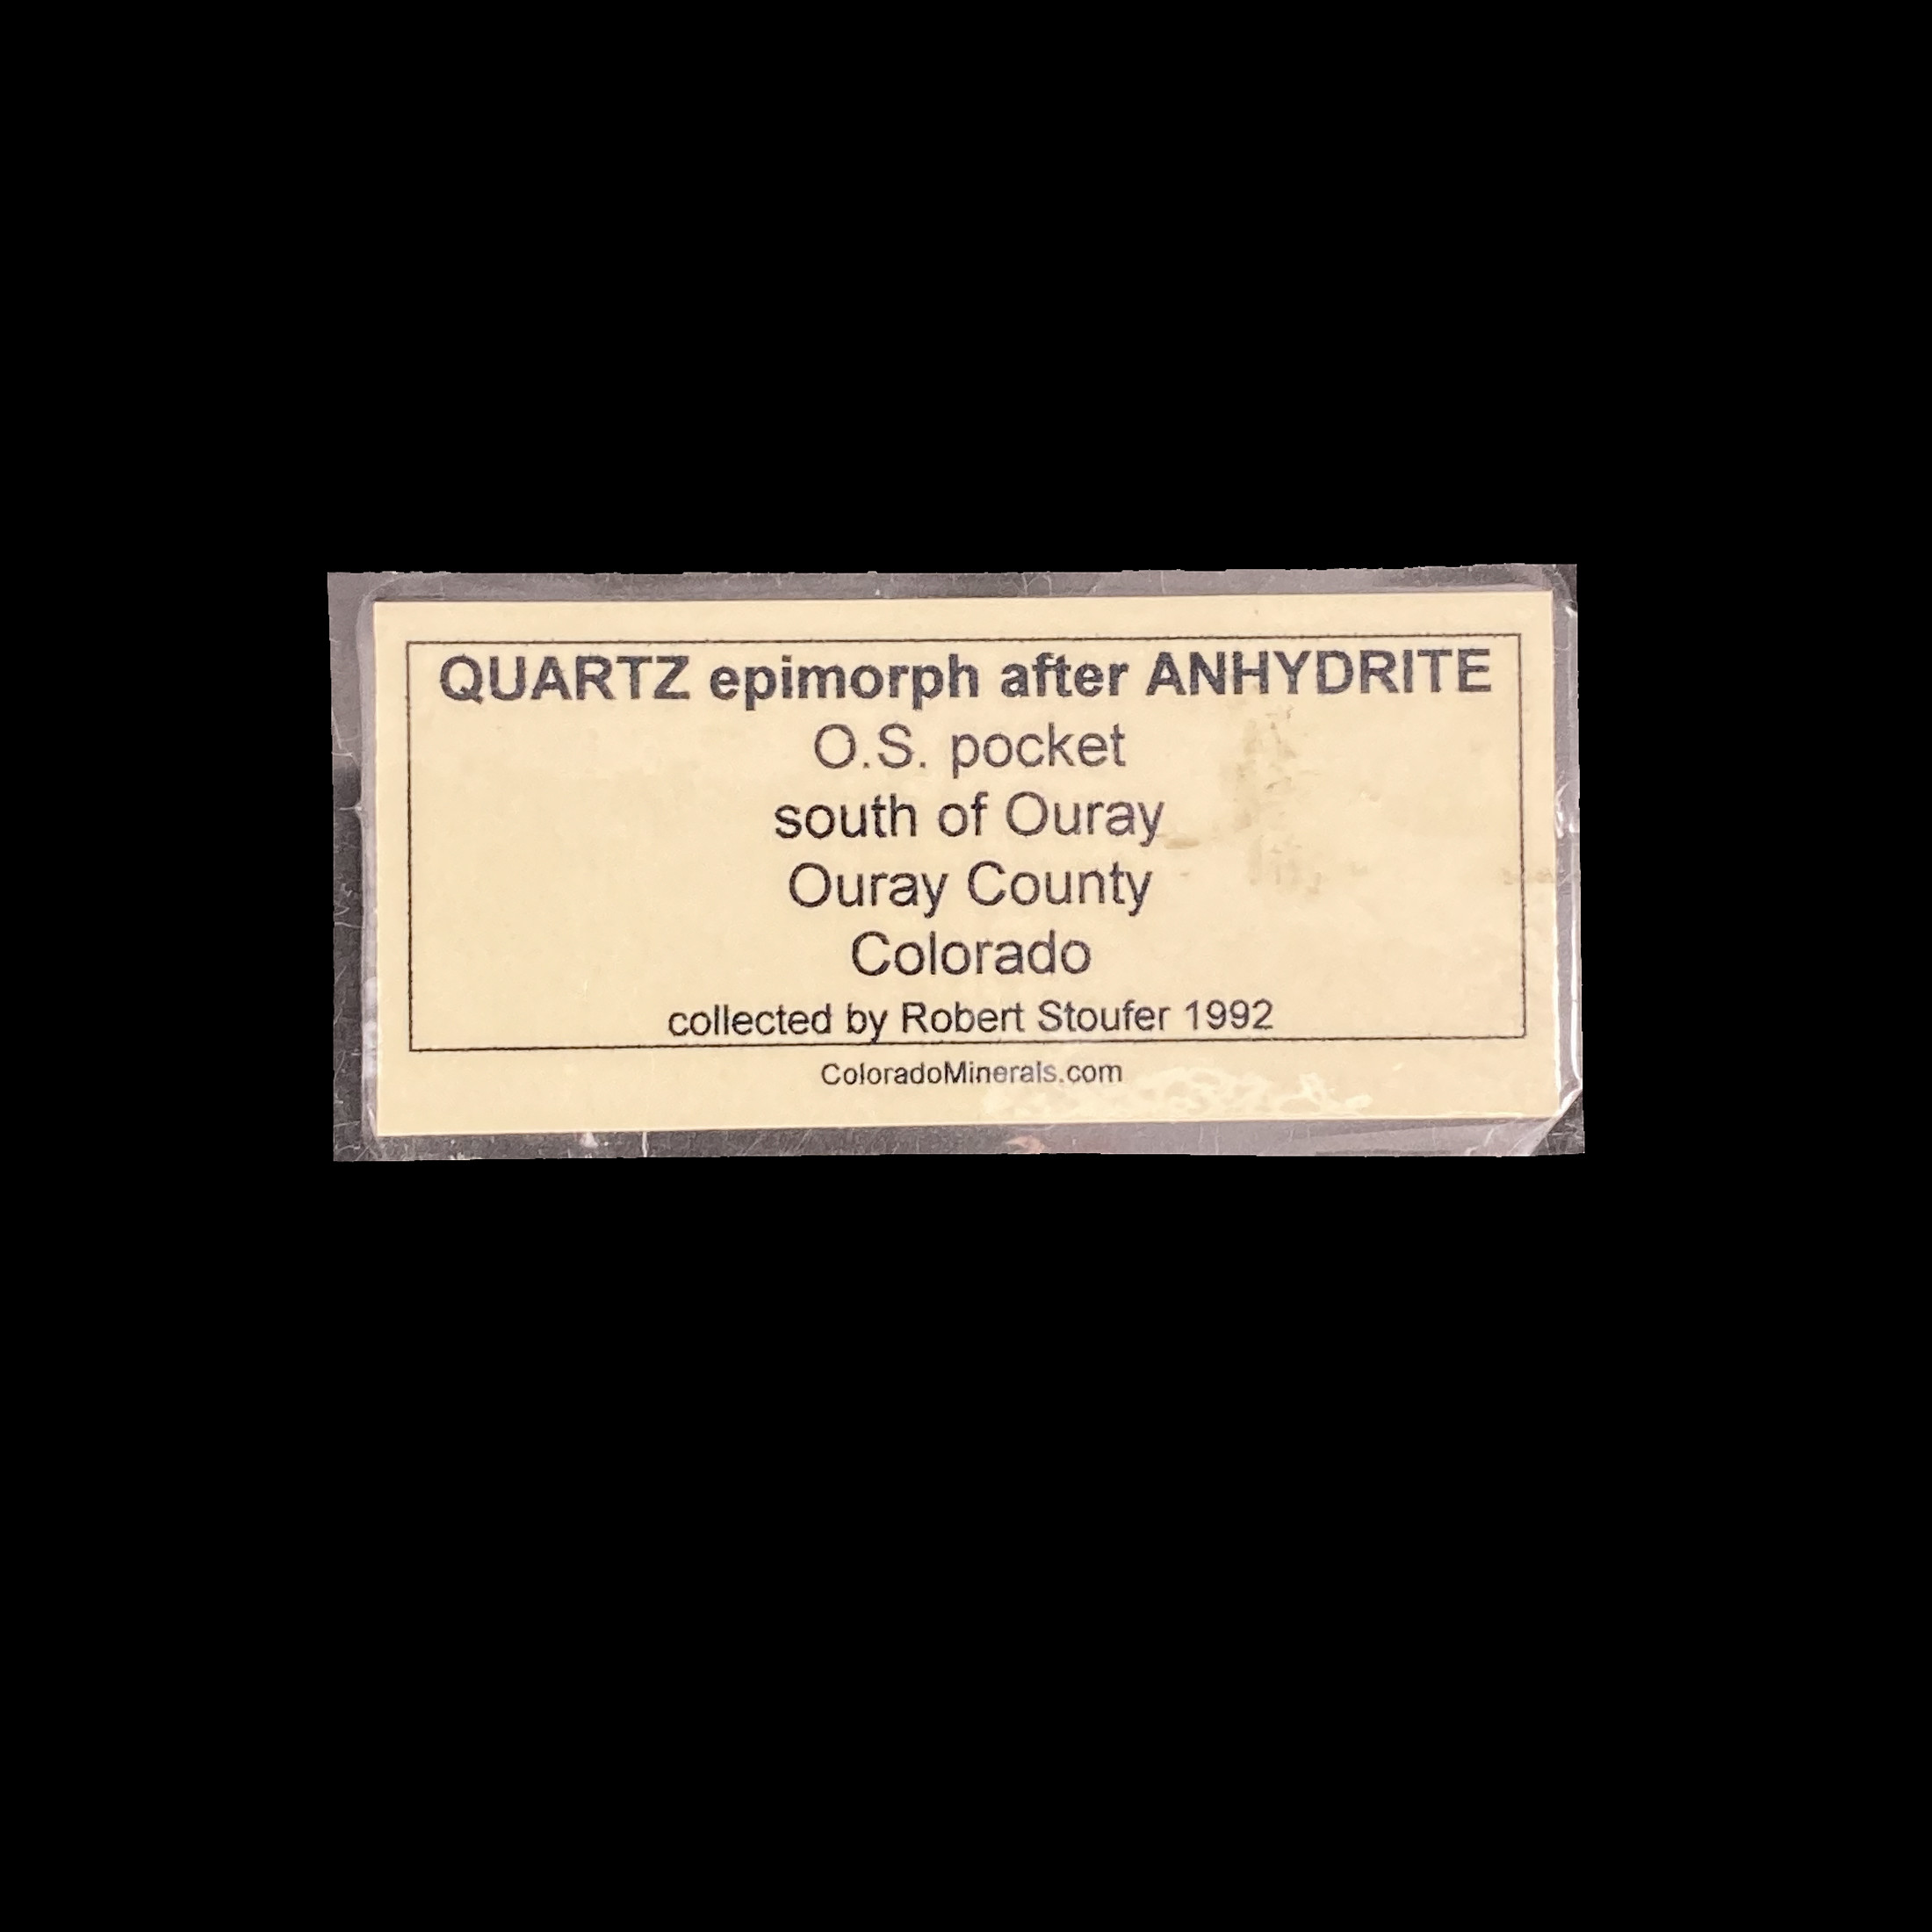 QUARTZ epimorph after ANHYDRITE
O.S. pocket
south of Ouray
Ouray County
Colorado
collected by Robert Stoufer 1992
ColoradoMinerals.com